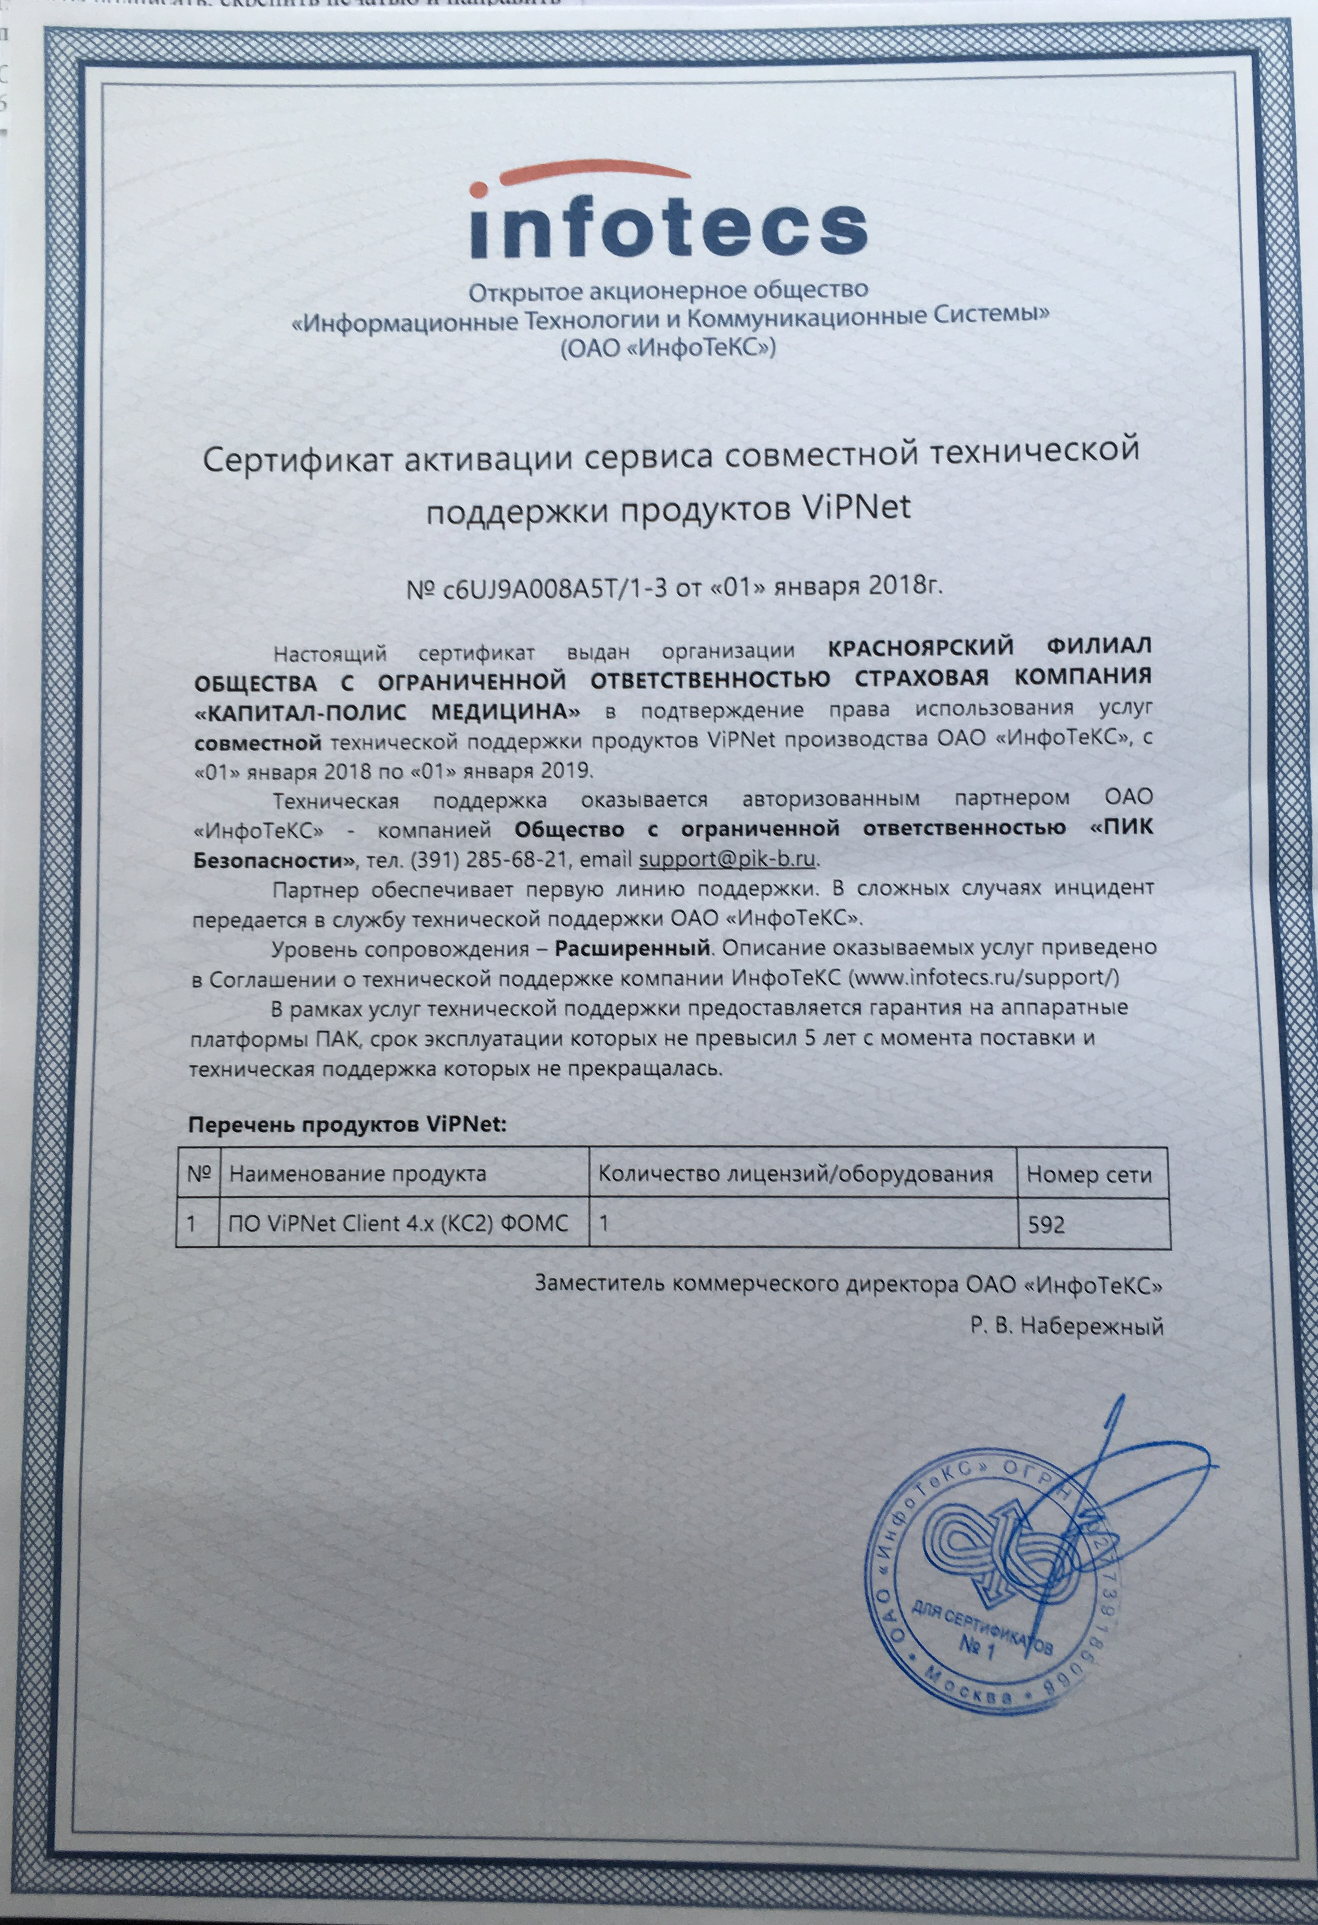 infotecs
Открытое акционерное общество
«Информационные Технологии и Коммуникационные Системы»
(ОАО «ИнфоТеКС»)
Сертификат активации сервиса совместной технической
поддержки продуктов ViPNet
№ c6UJ9A008A5T/1-3 от «01» января 2018г.
Настоящий сертификат выдан организации КРАСНОЯРСКИЙ ФИЛИАЛ
ОБЩЕСТВА С ОГРАНИЧЕННОЙ ОТВЕТСТВЕННОСТЬЮ СТРАХОВАЯ КОМПАНИЯ
«КАПИТАЛ-ПОЛИС МЕДИЦИНА» в подтверждение права использования услуг
совместной технической поддержки продуктов ViPNet производства ОАО «ИнфоТеКС», с
«01» января 2018 по «01» января 2019.
Техническая поддержка оказывается авторизованным партнером ОАО
«ИнфоТеКС» - компанией Общество с ограниченной ответственностью «ПИК
Безопасности», тел. (391) 285-68-21, email support@pik-b.ru.
Партнер обеспечивает первую линию поддержки. В сложных случаях инцидент
передается в службу технической поддержки ОАО «ИнфоТеКС».
Уровень сопровождения – Расширенный. Описание оказываемых услуг приведено
в Соглашении о технической поддержке компании ИнфоТеКС (www.infotecs.ru/support/)
В рамках услуг технической поддержки предоставляется гарантия на аппаратные
платформы ПАК, срок эксплуатации которых не превысил 5 лет с момента поставки и
техническая поддержка которых не прекращалась.
Перечень продуктов ViPNet:
№ Наименование продукта Количество лицензий/оборудования Номер сети
1 ПО ViPNet Client 4.x (КС2) ФОМС 1 592
Заместитель коммерческого директора ОАО «ИнфоТеКС»
Р. В. Набережный
ОАО «ИнфоТеКС» ОГРН
ДЛЯ СЕРТИФИКАТОВ
№ 1
Москва